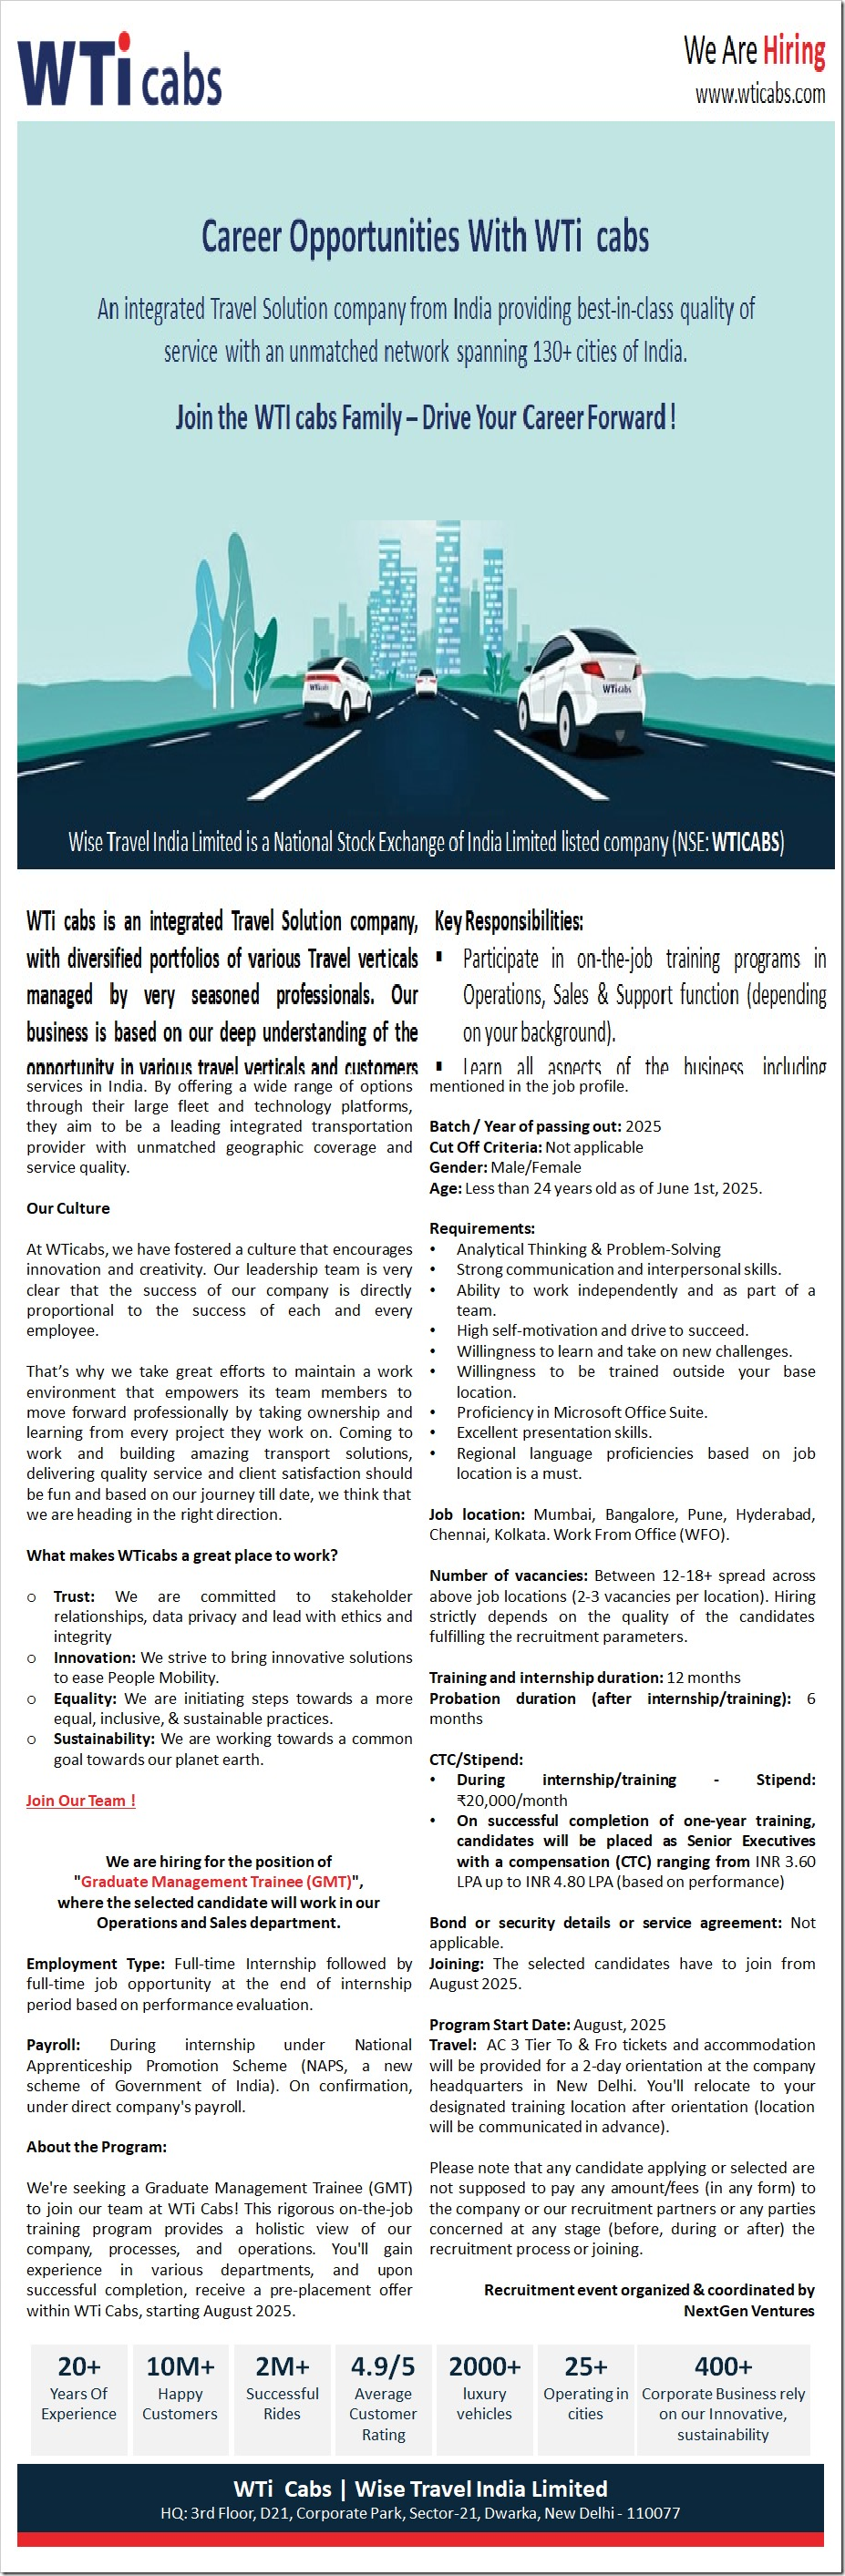 WTi cabs
We Are Hiring
www.wticabs.com
Career Opportunities With WTi cabs
An integrated Travel Solution company from India providing best-in-class quality of
service with an unmatched network spanning 130+ cities of India.
Join the WTI cabs Family – Drive Your Career Forward !
WTicabs
WTicabs
Wise Travel India Limited is a National Stock Exchange of India Limited listed company (NSE: WTICABS)
WTi cabs is an integrated Travel Solution company,
with diversified portfolios of various Travel verticals
managed by very seasoned professionals. Our
business is based on our deep understanding of the
opportunity in various travel verticals and customers
services in India. By offering a wide range of options
through their large fleet and technology platforms,
they aim to be a leading integrated transportation
provider with unmatched geographic coverage and
service quality.
Our Culture
At WTicabs, we have fostered a culture that encourages
innovation and creativity. Our leadership team is very
clear that the success of our company is directly
proportional to the success of each and every
employee.
That's why we take great efforts to maintain a work
environment that empowers its team members to
move forward professionally by taking ownership and
learning from every project they work on. Coming to
work and building amazing transport solutions,
delivering quality service and client satisfaction should
be fun and based on our journey till date, we think that
we are heading in the right direction.
What makes WTicabs a great place to work?
o Trust: We are committed to stakeholder
relationships, data privacy and lead with ethics and
integrity
o Innovation: We strive to bring innovative solutions
to ease People Mobility.
o Equality: We are initiating steps towards a more
equal, inclusive, & sustainable practices.
o Sustainability: We are working towards a common
goal towards our planet earth.
Join Our Team !
We are hiring for the position of
"Graduate Management Trainee (GMT)",
where the selected candidate will work in our
Operations and Sales department.
Employment Type: Full-time Internship followed by
full-time job opportunity at the end of internship
period based on performance evaluation.
Payroll: During internship under National
Apprenticeship Promotion Scheme (NAPS, a new
scheme of Government of India). On confirmation,
under direct company's payroll.
About the Program:
We're seeking a Graduate Management Trainee (GMT)
to join our team at WTi Cabs! This rigorous on-the-job
training program provides a holistic view of our
company, processes, and operations. You'll gain
experience in various departments, and upon
successful completion, receive a pre-placement offer
within WTi Cabs, starting August 2025.
Key Responsibilities:
▪ Participate in on-the-job training programs in
Operations, Sales & Support function (depending
on your background).
▪ Learn all aspects of the business including
mentioned in the job profile.
Batch / Year of passing out: 2025
Cut Off Criteria: Not applicable
Gender: Male/Female
Age: Less than 24 years old as of June 1st, 2025.
Requirements:
• Analytical Thinking & Problem-Solving
• Strong communication and interpersonal skills.
• Ability to work independently and as part of a
team.
• High self-motivation and drive to succeed.
• Willingness to learn and take on new challenges.
• Willingness to be trained outside your base
location.
• Proficiency in Microsoft Office Suite.
• Excellent presentation skills.
• Regional language proficiencies based on job
location is a must.
Job location: Mumbai, Bangalore, Pune, Hyderabad,
Chennai, Kolkata. Work From Office (WFO).
Number of vacancies: Between 12-18+ spread across
above job locations (2-3 vacancies per location). Hiring
strictly depends on the quality of the candidates
fulfilling the recruitment parameters.
Training and internship duration: 12 months
Probation duration (after internship/training): 6
months
CTC/Stipend:
• During internship/training - Stipend:
₹20,000/month
• On successful completion of one-year training,
candidates will be placed as Senior Executives
with a compensation (CTC) ranging from INR 3.60
LPA up to INR 4.80 LPA (based on performance)
Bond or security details or service agreement: Not
applicable.
Joining: The selected candidates have to join from
August 2025.
Program Start Date: August, 2025
Travel: AC 3 Tier To & Fro tickets and accommodation
will be provided for a 2-day orientation at the company
headquarters in New Delhi. You'll relocate to your
designated training location after orientation (location
will be communicated in advance).
Please note that any candidate applying or selected are
not supposed to pay any amount/fees (in any form) to
the company or our recruitment partners or any parties
concerned at any stage (before, during or after) the
recruitment process or joining.
Recruitment event organized & coordinated by
NextGen Ventures
20+
Years Of
Experience
10M+
Happy
Customers
2M+
Successful
Rides
4.9/5
Average
Customer
Rating
2000+
luxury
vehicles
25+
Operating in
cities
400+
Corporate Business rely
on our Innovative,
sustainability
WTi Cabs | Wise Travel India Limited
HQ: 3rd Floor, D21, Corporate Park, Sector-21, Dwarka, New Delhi - 110077